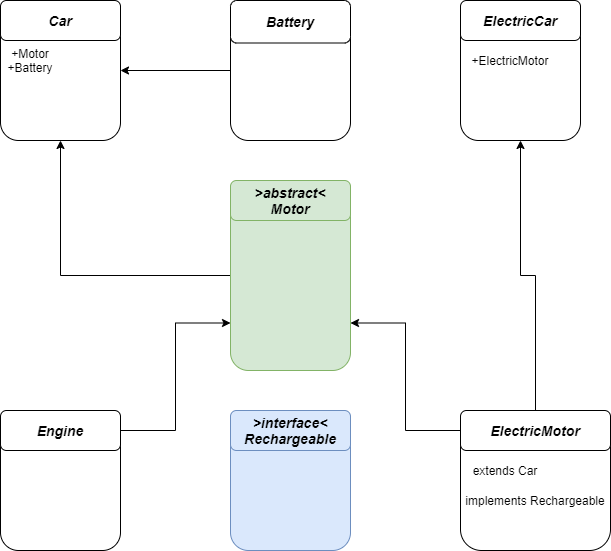 Car
+Motor
+Battery
Battery
ElectricCar
+ElectricMotor
>abstract<
Motor
Engine
>interface<
Rechargeable
ElectricMotor
extends Car
implements Rechargeable